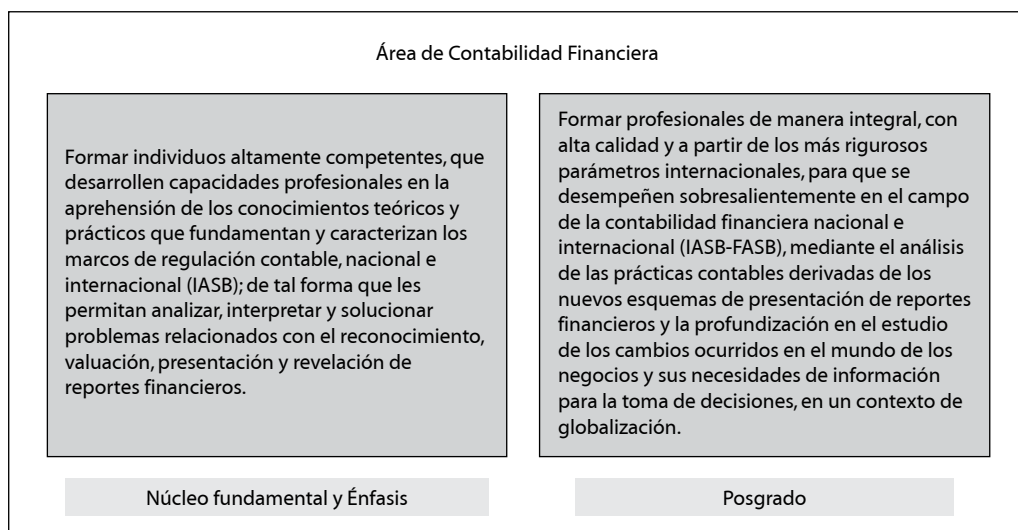 Área de Contabilidad Financiera
Formar individuos altamente competentes, que
desarrollen capacidades profesionales en la
aprehensión de los conocimientos teóricos y
prácticos que fundamentan y caracterizan los
marcos de regulación contable, nacional e
internacional (IASB); de tal forma que les
permitan analizar, interpretar y solucionar
problemas relacionados con el reconocimiento,
valuación, presentación y revelación de
reportes financieros.
Núcleo fundamental y Énfasis
Formar profesionales de manera integral, con
alta calidad y a partir de los más rigurosos
parámetros internacionales, para que se
desempeñen sobresalientemente en el campo
de la contabilidad financiera nacional e
internacional (IASB-FASB), mediante el análisis
de las prácticas contables derivadas de los
nuevos esquemas de presentación de reportes
financieros y la profundización en el estudio
de los cambios ocurridos en el mundo de los
negocios y sus necesidades de información
para la toma de decisiones, en un contexto de
globalización.
Posgrado